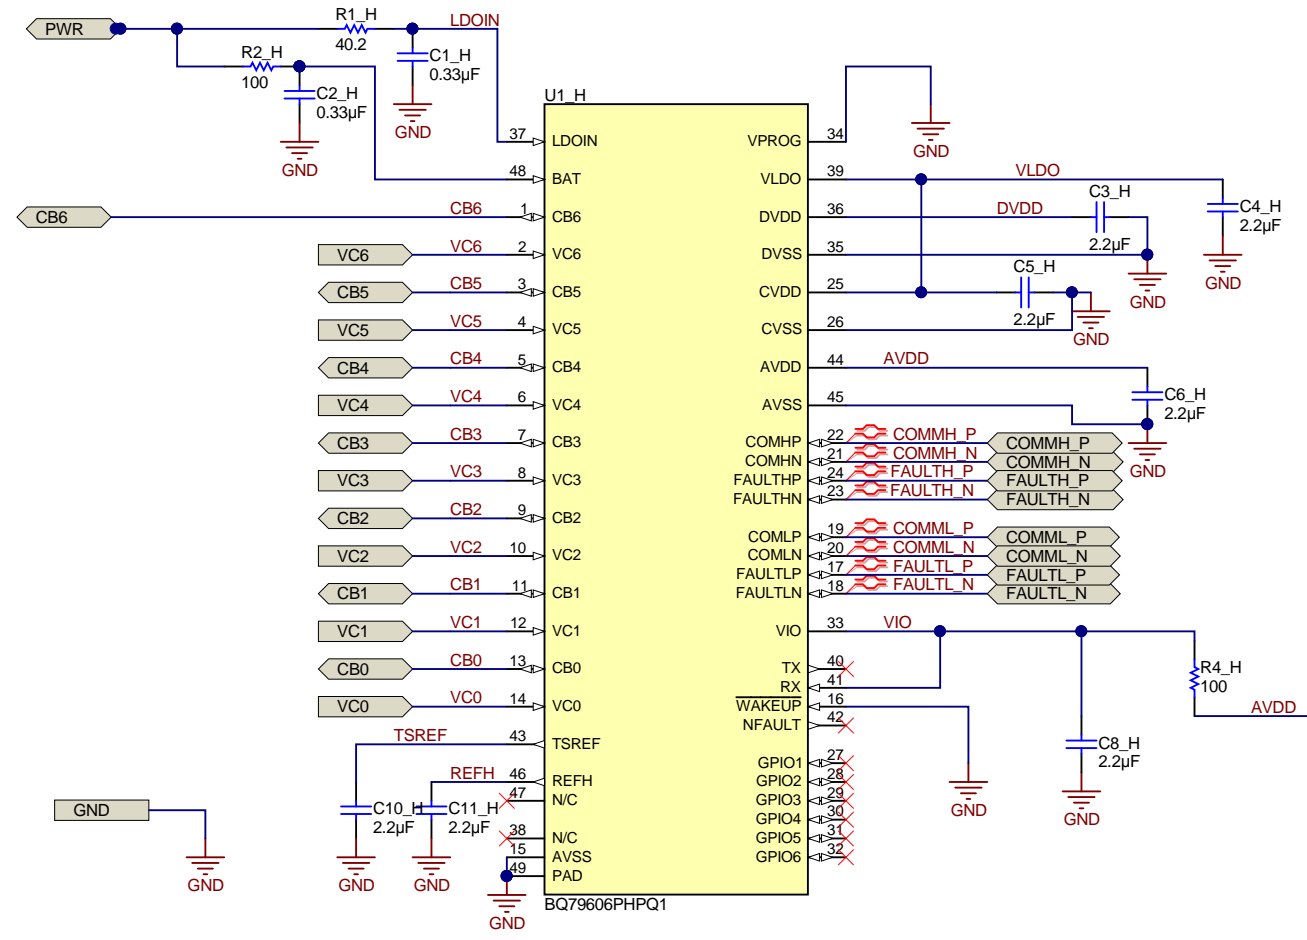 PWR
R1_H
40.2
LDOIN
C1_H
0.33µF
GND
R2_H
100
C2_H
0.33µF
GND
CB6
CB6
VC6
VC6
CB5
CB5
VC5
VC5
CB4
CB4
VC4
VC4
CB3
CB3
VC3
VC3
CB2
CB2
VC2
VC2
CB1
CB1
VC1
VC1
CB0
CB0
VC0
VC0
TSREF
REFH
C10_H
2.2µF
GND
C11_H
2.2µF
GND
GND
GND
U1_H
37 LDOIN
48 BAT
1 CB6
2 VC6
3 CB5
4 VC5
5 CB4
6 VC4
7 CB3
8 VC3
9 CB2
10 VC2
11 CB1
12 VC1
13 CB0
14 VC0
43 TSREF
46 REFH
47 N/C
38 N/C
15 AVSS
49 PAD
GND
BQ79606PHPQ1
VPROG 34
VLDO 39
DVDD 36
DVSS 35
CVDD 25
CVSS 26
AVDD 44
AVSS 45
COMHP 22
COMHN 21
FAULTHP 24
FAULTHN 23
COMLP 19
COMLN 20
FAULTLP 17
FAULTLN 18
VIO 33
TX 40
RX 41
WAKEUP 16
NFAULT 42
GPIO1 27
GPIO2 28
GPIO3 29
GPIO4 30
GPIO5 31
GPIO6 32
GND
VLDO
C4_H
2.2µF
GND
DVDD
C3_H
2.2µF
GND
C5_H
2.2µF
GND
AVDD
C6_H
2.2µF
GND
COMMH_P COMMH_P
COMMH_N COMMH_N
FAULTH_P FAULTH_P
FAULTH_N FAULTH_N
COMML_P COMML_P
COMML_N COMML_N
FAULTL_P FAULTL_P
FAULTL_N FAULTL_N
VIO
R4_H
100
AVDD
C8_H
2.2µF
GND
GND